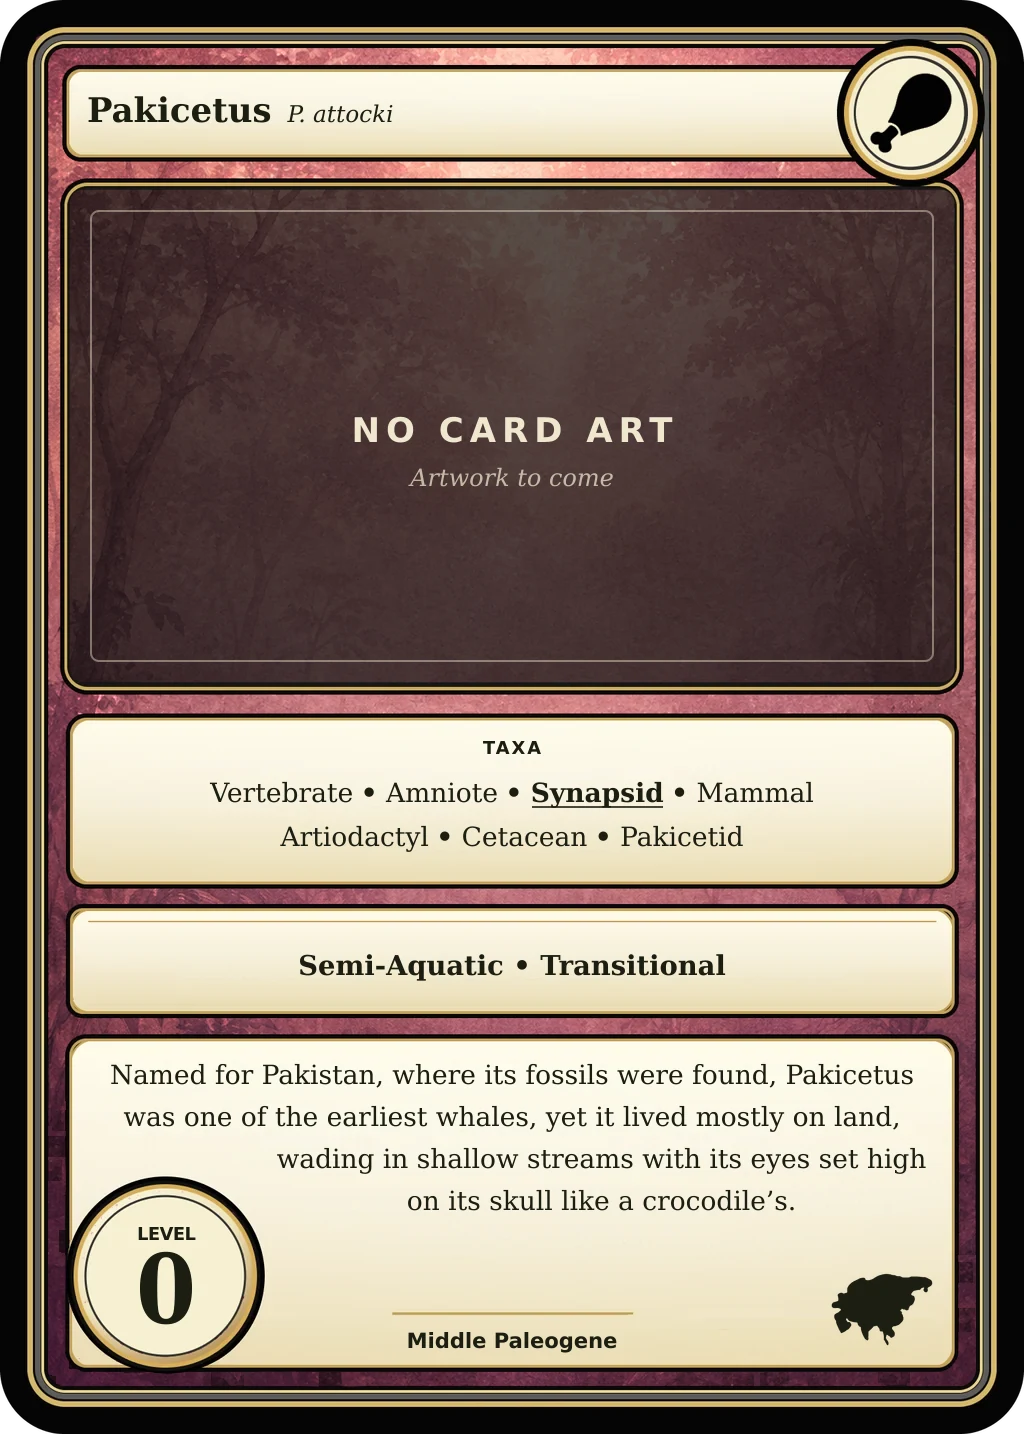 Pakicetus P. attocki
NO CARD ART
Artwork to come
TAXA
Vertebrate • Amniote • Synapsid • Mammal
Artiodactyl • Cetacean • Pakicetid
Semi-Aquatic • Transitional
Named for Pakistan, where its fossils were found, Pakicetus
was one of the earliest whales, yet it lived mostly on land,
wading in shallow streams with its eyes set high
on its skull like a crocodile’s.
LEVEL
0
Middle Paleogene